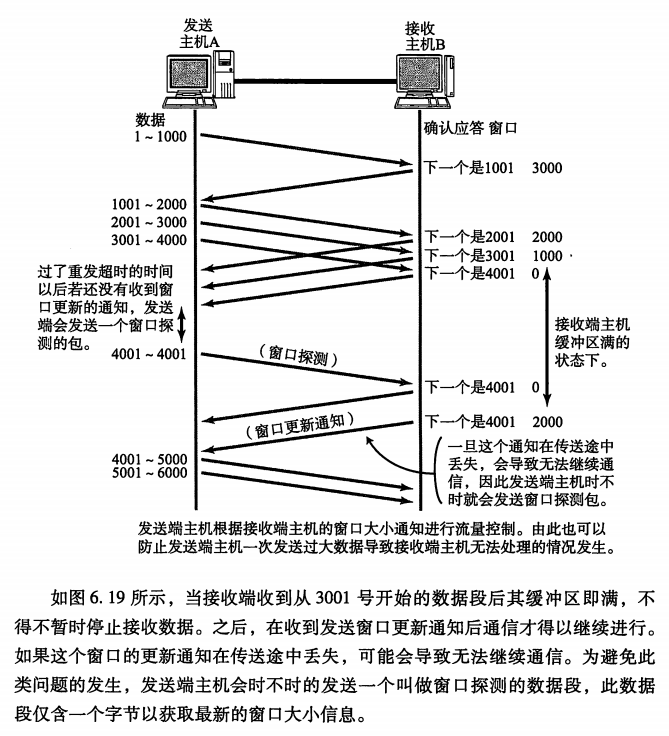 发送
主机A
接收
主机B
数据
确认应答 窗口
1～1000
下一个是1001 3000
1001～2000
2001～3000
3001～4000
下一个是2001 2000
下一个是3001 1000
下一个是4001 0
过了重发超时的时间
以后若还没有收到窗
口更新的通知，发送
端会发送一个窗口探
测的包。
接收端主机
缓冲区满的
状态下。
4001～4001
（窗口探测）
下一个是4001 0
（窗口更新通知）
下一个是4001 2000
一旦这个通知在传送途中
丢失，会导致无法继续通
信，因此发送端主机时不
时就会发送窗口探测包。
4001～5000
5001～6000
发送端主机根据接收端主机的窗口大小通知进行流量控制。由此也可以
防止发送端主机一次发送过大数据导致接收端主机无法处理的情况发生。
如图 6.19 所示，当接收端收到从 3001 号开始的数据段后其缓冲区即满，不
得不暂时停止接收数据。之后，在收到发送窗口更新通知后通信才得以继续进行。
如果这个窗口的更新通知在传送途中丢失，可能会导致无法继续通信。为避免此
类问题的发生，发送端主机会时不时的发送一个叫做窗口探测的数据段，此数据
段仅含一个字节以获取最新的窗口大小信息。